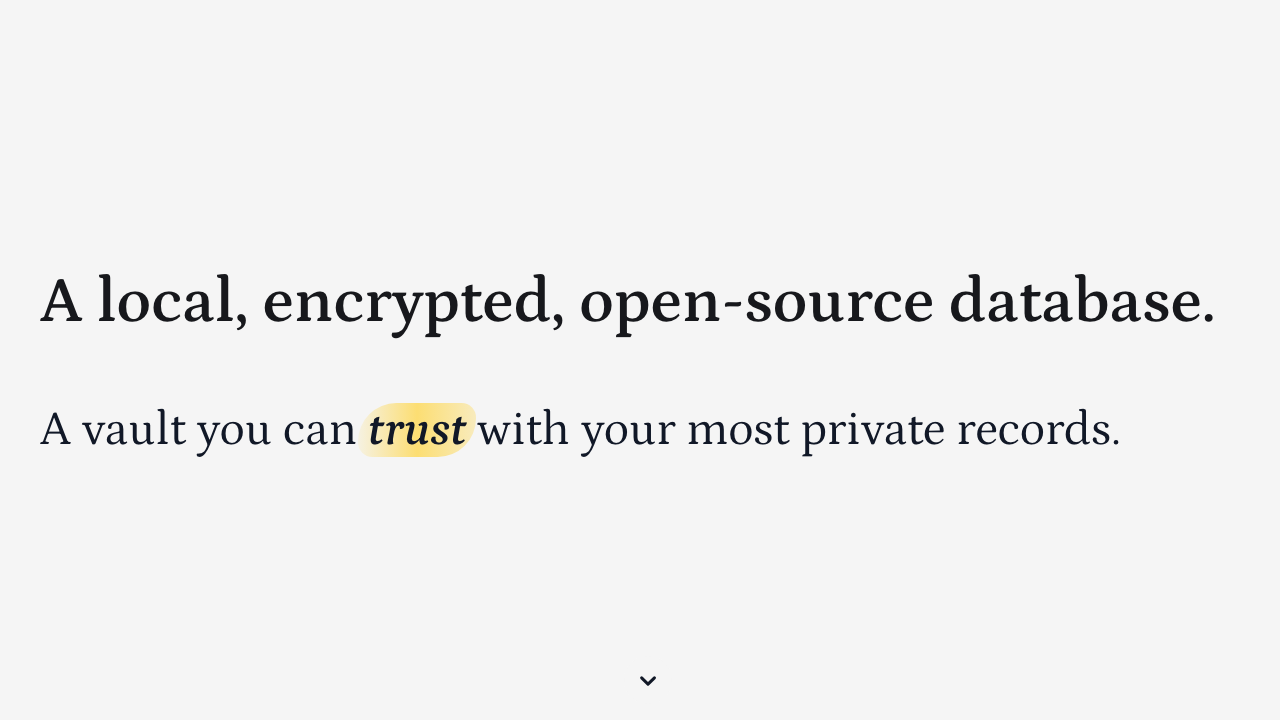 A local, encrypted, open-source database.
A vault you can trust with your most private records.